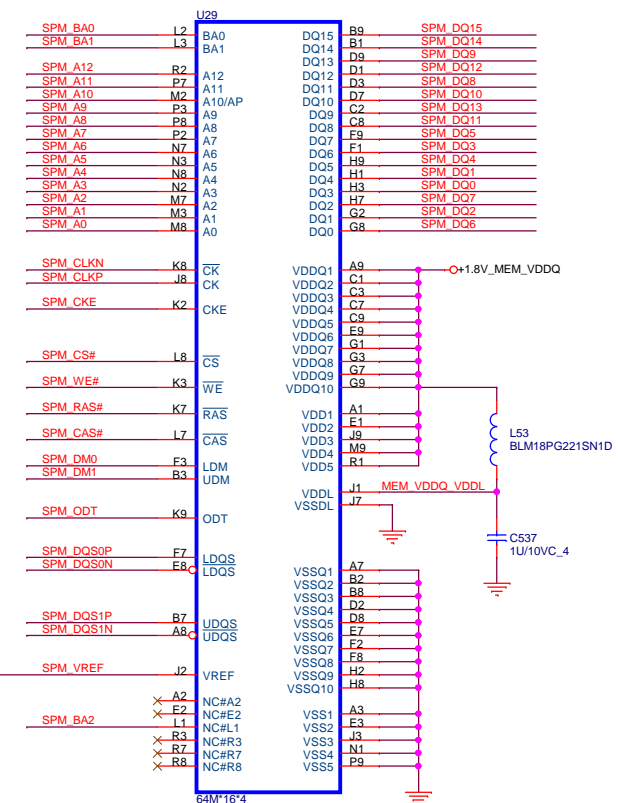 U29
SPM_BA0 L2 BA0 DQ15 B9 SPM_DQ15
SPM_BA1 L3 BA1 DQ14 B1 SPM_DQ14
DQ13 D9 SPM_DQ9
SPM_A12 R2 A12 DQ12 D1 SPM_DQ12
SPM_A11 P7 A11 DQ11 D3 SPM_DQ8
SPM_A10 M2 A10/AP DQ10 D7 SPM_DQ10
SPM_A9 P3 A9 DQ9 C2 SPM_DQ13
SPM_A8 P8 A8 DQ8 C8 SPM_DQ11
SPM_A7 P2 A7 DQ7 F9 SPM_DQ5
SPM_A6 N7 A6 DQ6 F1 SPM_DQ3
SPM_A5 N3 A5 DQ5 H9 SPM_DQ4
SPM_A4 N8 A4 DQ4 H1 SPM_DQ1
SPM_A3 N2 A3 DQ3 H3 SPM_DQ0
SPM_A2 M7 A2 DQ2 H7 SPM_DQ7
SPM_A1 M3 A1 DQ1 G2 SPM_DQ2
SPM_A0 M8 A0 DQ0 G8 SPM_DQ6
SPM_CLKN K8 CK VDDQ1 A9 +1.8V_MEM_VDDQ
SPM_CLKP J8 CK VDDQ2 C1
VDDQ3 C3
SPM_CKE K2 CKE VDDQ4 C7
VDDQ5 C9
VDDQ6 E9
VDDQ7 G1
SPM_CS# L8 CS VDDQ8 G3
VDDQ9 G7
SPM_WE# K3 WE VDDQ10 G9
SPM_RAS# K7 RAS VDD1 A1
VDD2 E1
SPM_CAS# L7 CAS VDD3 J9
VDD4 M9
SPM_DM0 F3 LDM VDD5 R1
SPM_DM1 B3 UDM
L53
BLM18PG221SN1D
VDDL J1 MEM_VDDQ_VDDL
VSSDL J7
SPM_ODT K9 ODT
C537
1U/10VC_4
SPM_DQS0P F7 LDQS
SPM_DQS0N E8 LDQS VSSQ1 A7
VSSQ2 B2
VSSQ3 B8
VSSQ4 D2
SPM_DQS1P B7 UDQS VSSQ5 D8
SPM_DQS1N A8 UDQS VSSQ6 E7
VSSQ7 F2
VSSQ8 F8
SPM_VREF J2 VREF VSSQ9 H2
VSSQ10 H8
A2 NC#A2
E2 NC#E2 VSS1 A3
SPM_BA2 L1 NC#L1 VSS2 E3
R3 NC#R3 VSS3 J3
R7 NC#R7 VSS4 N1
R8 NC#R8 VSS5 P9
64M*16*4